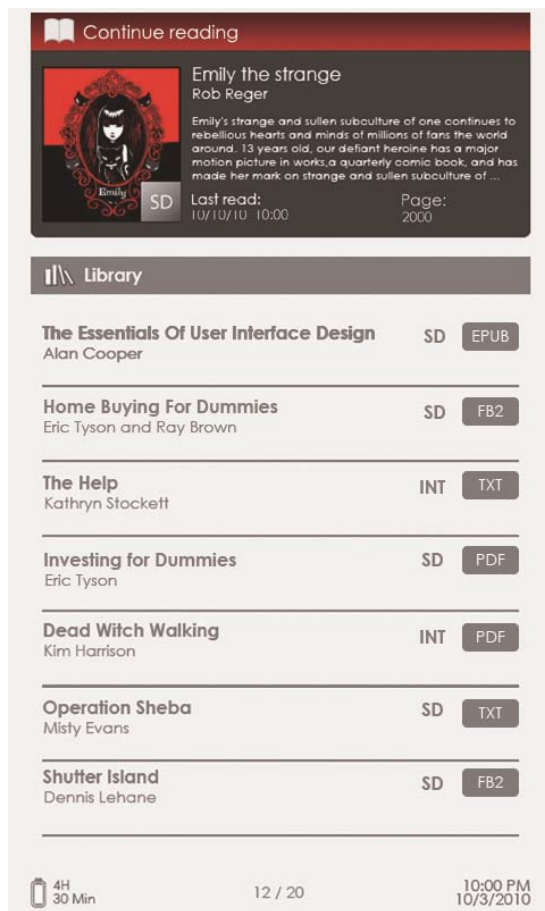 Continue reading
Emily the strange
Rob Reger
Emily's strange and sullen subculture of one continues to
rebellious hearts and minds of millions of fans the world
around. 13 years old, our defiant heroine has a major
motion picture in works,a quarterly comic book, and has
made her mark on strange and sullen subculture of ...
Emily
SD
Last read:
10/10/10 10:00
Page:
2000
Library
The Essentials Of User Interface Design
SD EPUB
Alan Cooper
Home Buying For Dummies
SD FB2
Eric Tyson and Ray Brown
The Help
INT TXT
Kathryn Stockett
Investing for Dummies
SD PDF
Eric Tyson
Dead Witch Walking
INT PDF
Kim Harrison
Operation Sheba
SD TXT
Misty Evans
Shutter Island
SD FB2
Dennis Lehane
4H
30 Min
12 / 20
10:00 PM
10/3/2010